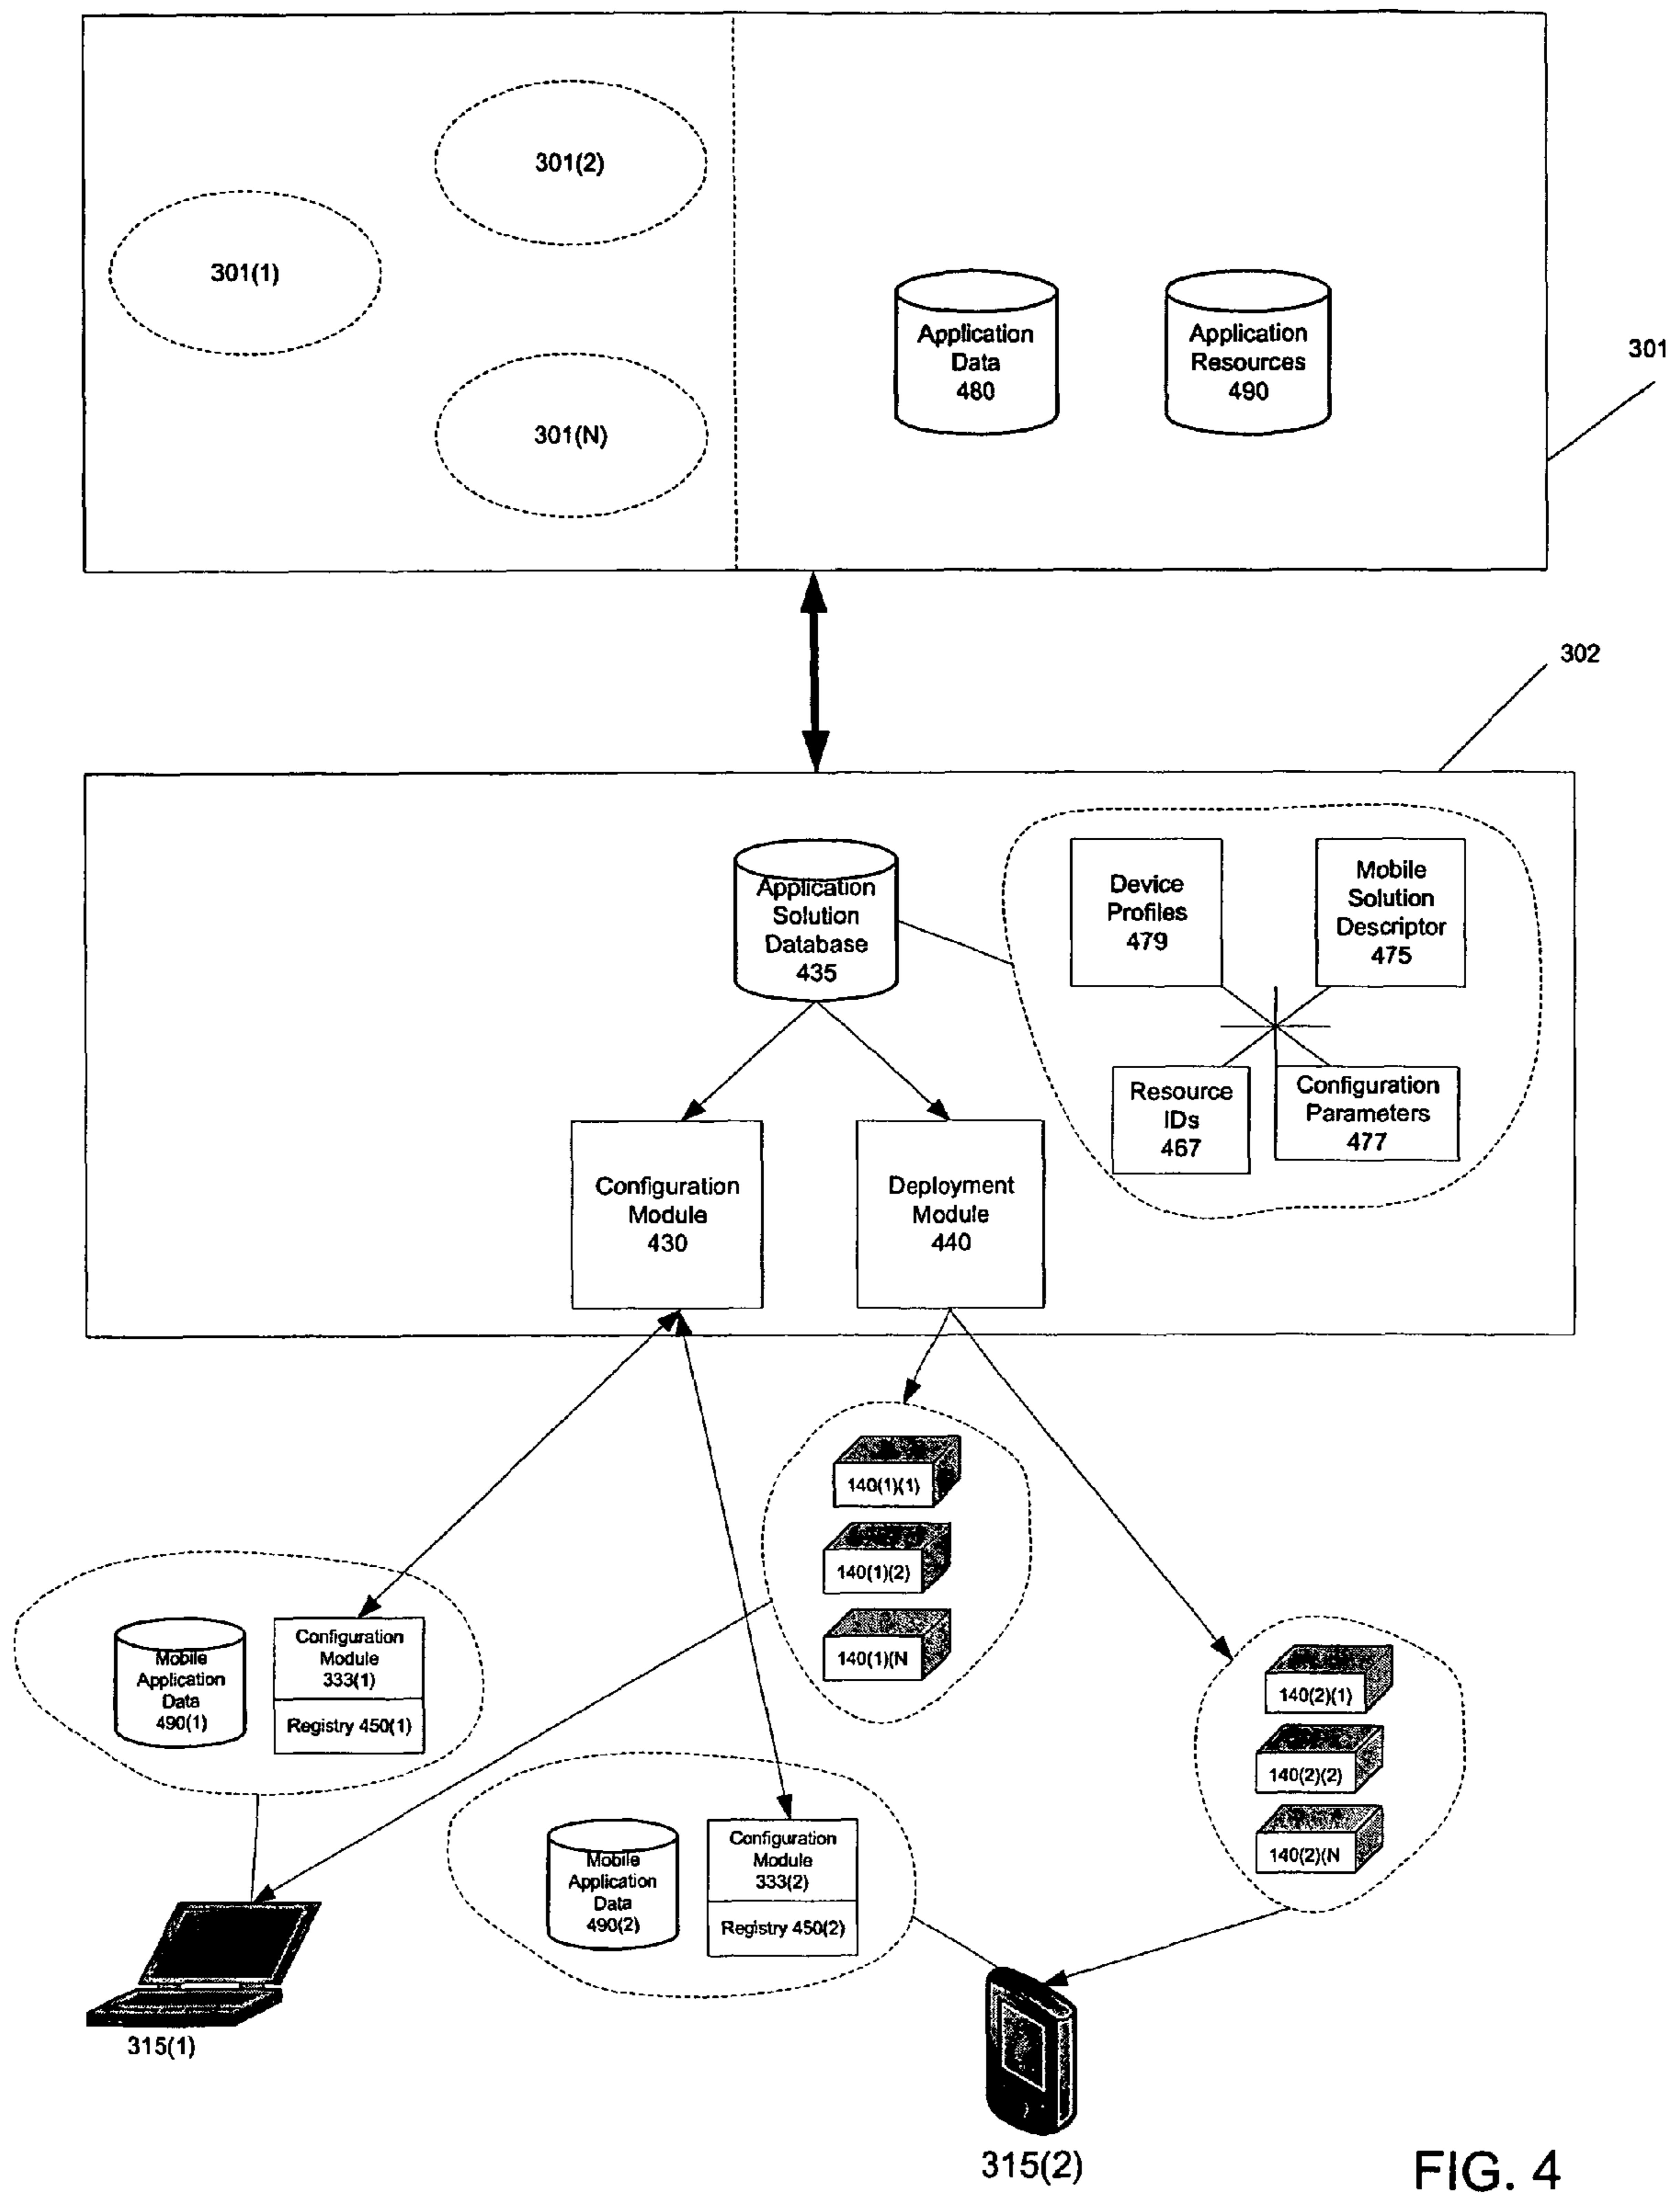 301(2)
301(1)
301(N)
Application
Data
480
Application
Resources
490
301
302
Application
Solution
Database
435
Device
Profiles
479
Mobile
Solution
Descriptor
475
Resource
IDs
467
Configuration
Parameters
477
Configuration
Module
430
Deployment
Module
440
140(1)(1)
140(1)(2)
140(1)(N
Mobile
Application
Data
490(1)
Configuration
Module
333(1)
Registry 450(1)
140(2)(1)
140(2)(2)
140(2)(N
Mobile
Application
Data
490(2)
Configuration
Module
333(2)
Registry 450(2)
315(1)
315(2)
FIG. 4